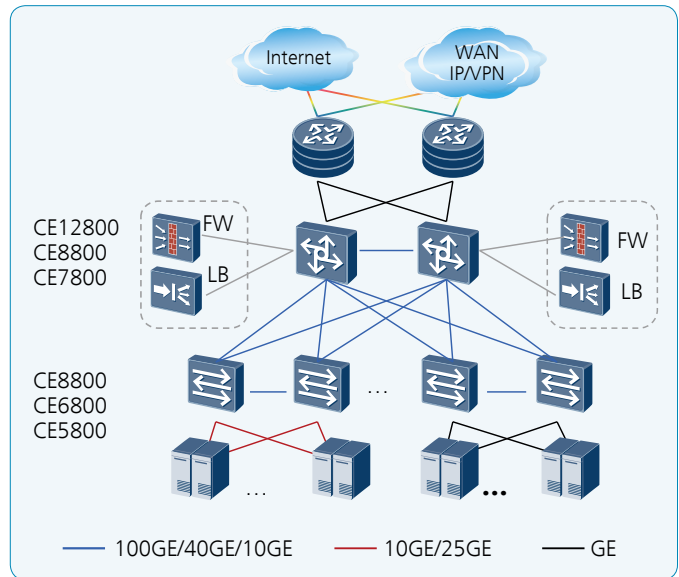 Internet
WAN
IP/VPN
CE12800
CE8800
CE7800
FW
LB
FW
LB
CE8800
CE6800
CE5800
...
...
...
100GE/40GE/10GE
10GE/25GE
GE